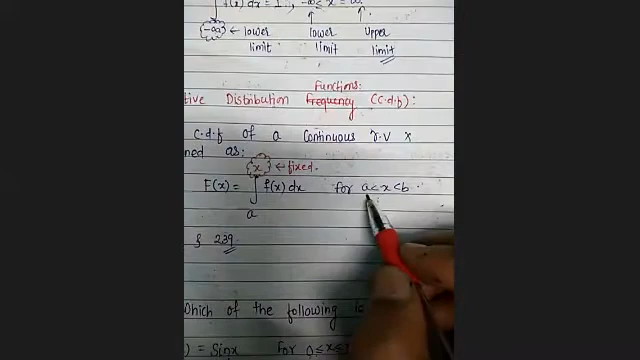 f(x) dx = 1 ;, -∞ ≤ x = ∞.
-∞ ← lower limit
lower limit
Upper limit
Functions:
tive Distribution Frequency (C.d.f):
C.d.f of a Continuous r.v X
ned as:
x ← fixed.
F(x) = ∫ f(x) dx for a < x < b.
a
§ 239
Which of the following
) = Sinx For 0 ≤ x ≤